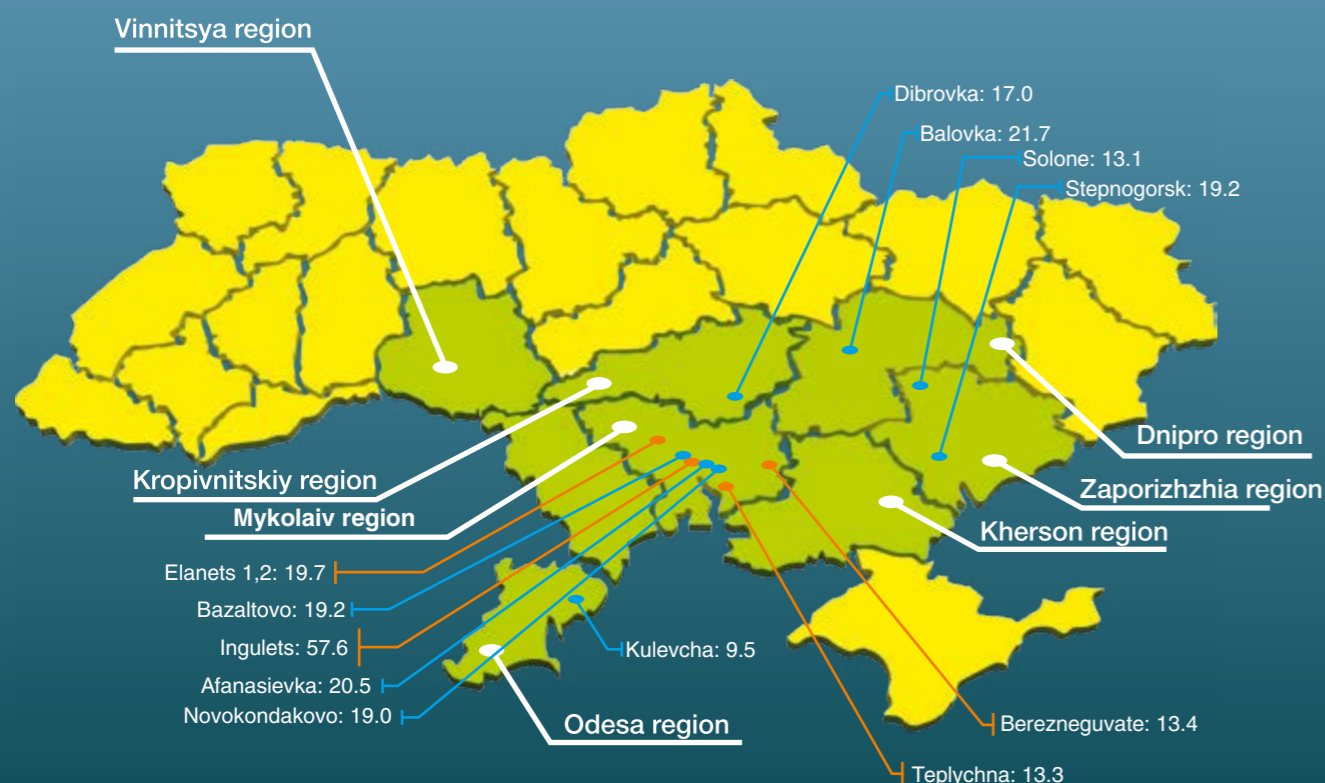 Vinnitsya region
Dibrovka: 17.0
Balovka: 21.7
Solone: 13.1
Stepnogorsk: 19.2
Dnipro region
Kropivnitskiy region
Zaporizhzhia region
Mykolaiv region
Kherson region
Elanets 1,2: 19.7
Bazaltovo: 19.2
Ingulets: 57.6
Kulevcha: 9.5
Afanasievka: 20.5
Novokondakovo: 19.0
Odesa region
Berezneguvate: 13.4
Teplychna: 13.3